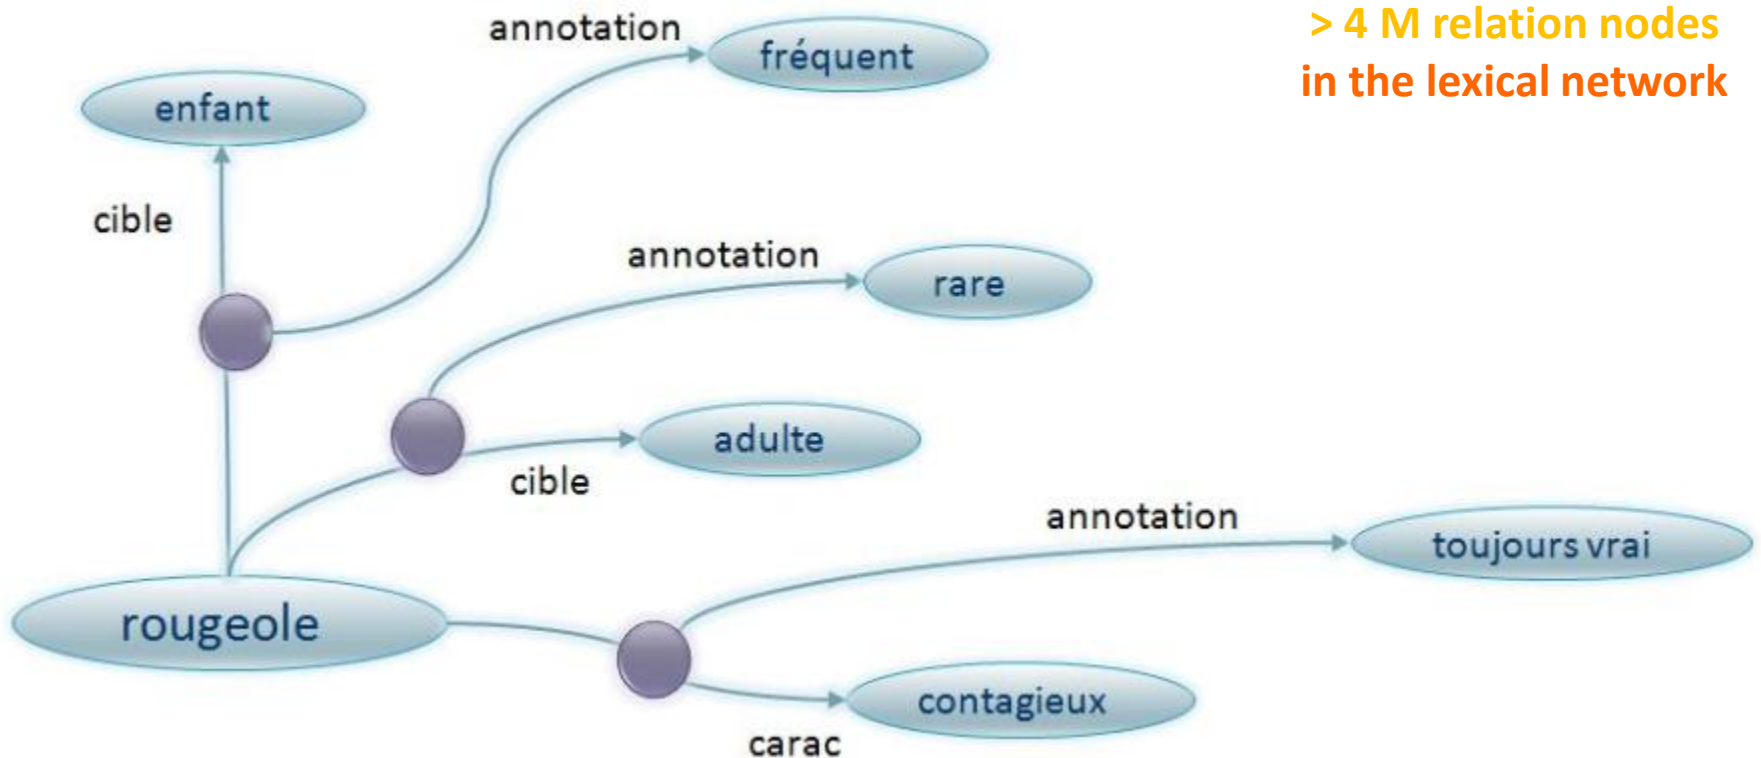 > 4 M relation nodes
in the lexical network
annotation
fréquent
enfant
cible
annotation
rare
adulte
cible
annotation
toujours vrai
rougeole
contagieux
carac